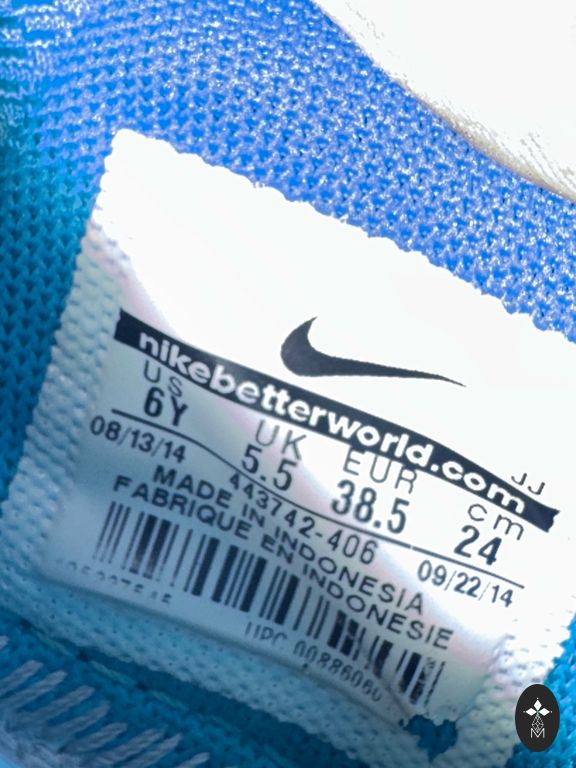 nikebetterworld.com
JJ
US UK EUR cm
6Y 5.5 38.5 24
08/13/14 443742-406 09/22/14
MADE IN INDONESIA
FABRIQUE EN INDONESIE
UPC 00886060
M